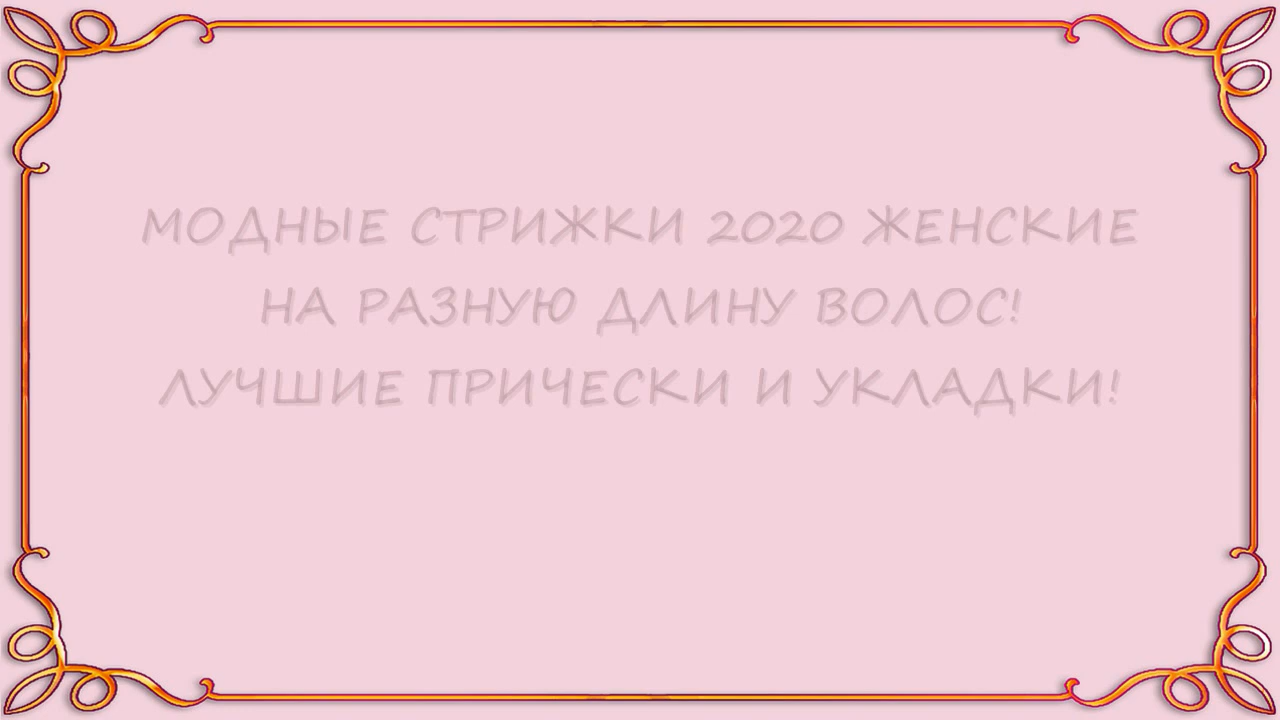 МОДНЫЕ СТРИЖКИ 2020 ЖЕНСКИЕ
НА РАЗНУЮ ДЛИНУ ВОЛОС!
ЛУЧШИЕ ПРИЧЕСКИ И УКЛАДКИ!